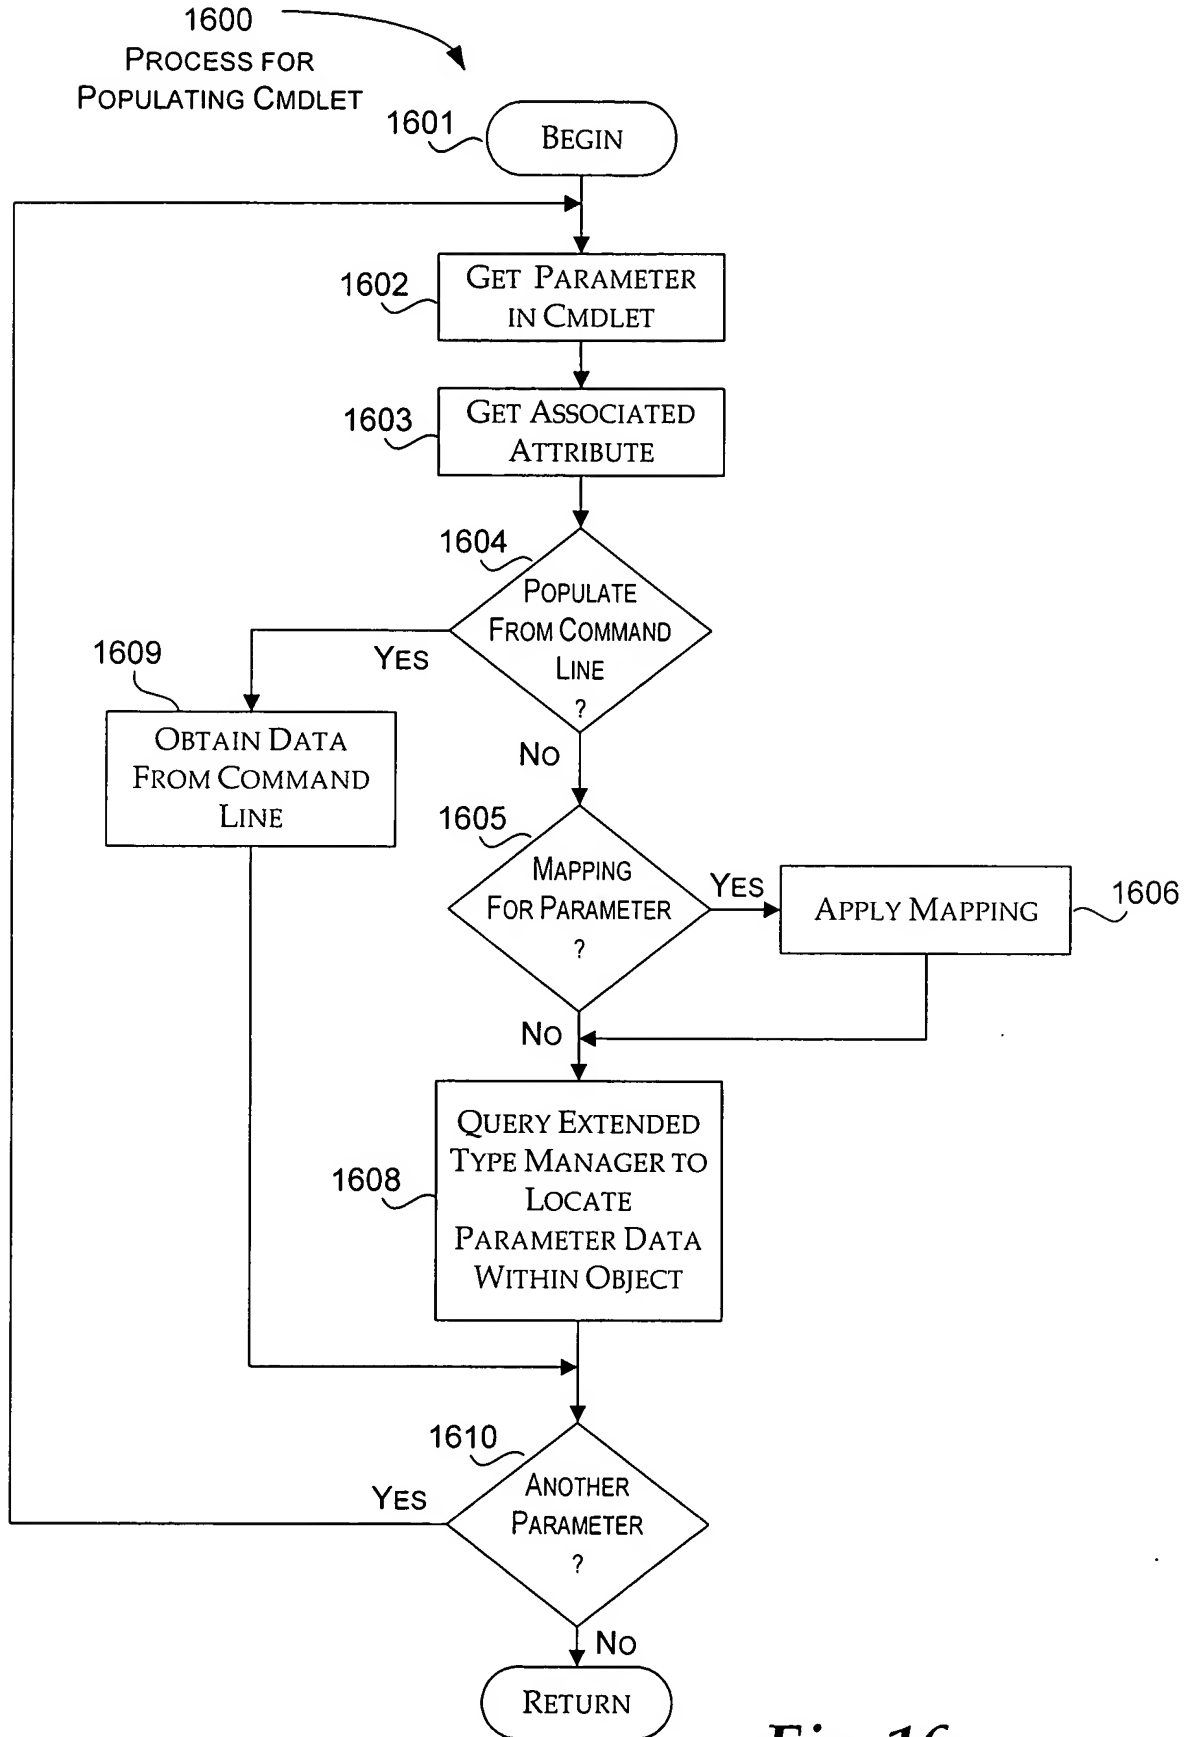 1600
PROCESS FOR
POPULATING CMDLET
1601
BEGIN
1602
GET PARAMETER
IN CMDLET
1603
GET ASSOCIATED
ATTRIBUTE
1604
POPULATE
FROM COMMAND
LINE
?
YES
1609
OBTAIN DATA
FROM COMMAND
LINE
NO
1605
MAPPING
FOR PARAMETER
?
YES
APPLY MAPPING
1606
NO
1608
QUERY EXTENDED
TYPE MANAGER TO
LOCATE
PARAMETER DATA
WITHIN OBJECT
1610
ANOTHER
PARAMETER
?
YES
NO
RETURN
Fig. 16